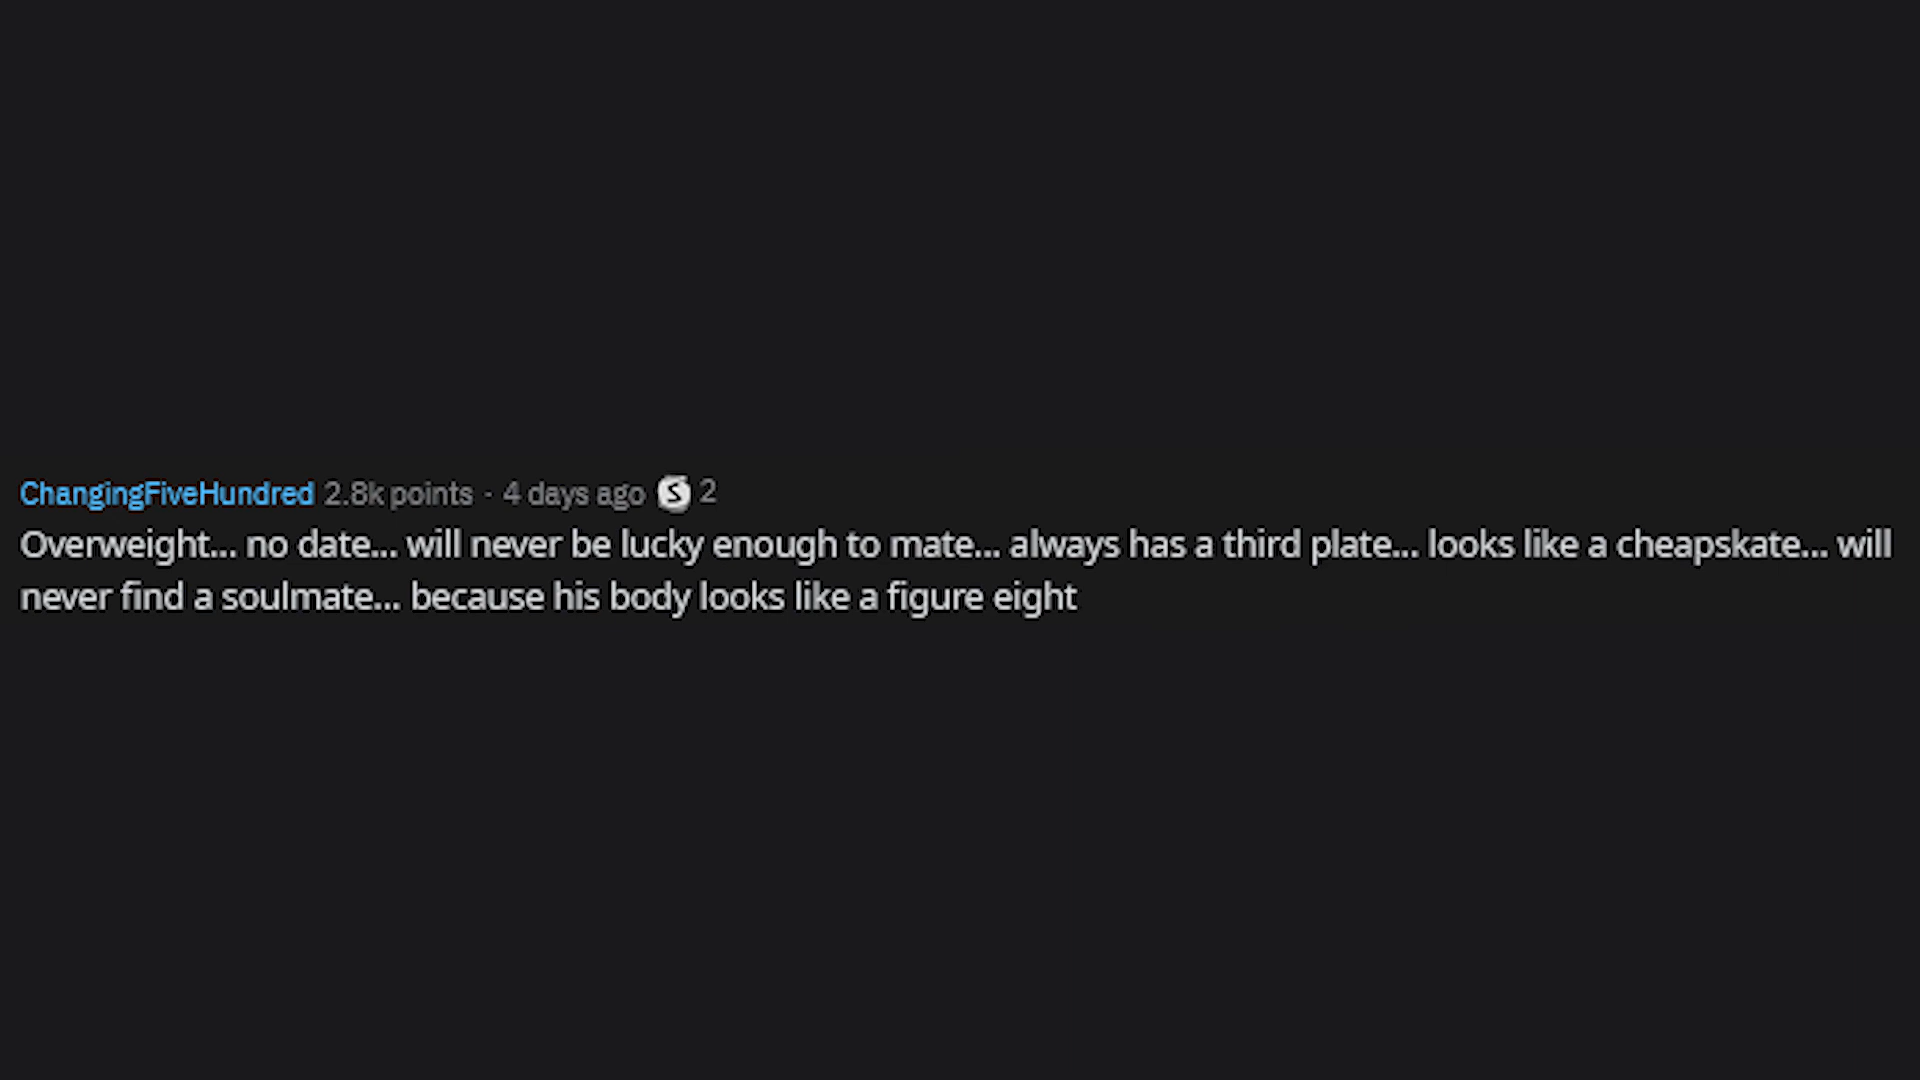 ChangingFiveHundred 2.8k points · 4 days ago S 2
Overweight... no date... will never be lucky enough to mate... always has a third plate... looks like a cheapskate... will
never find a soulmate... because his body looks like a figure eight